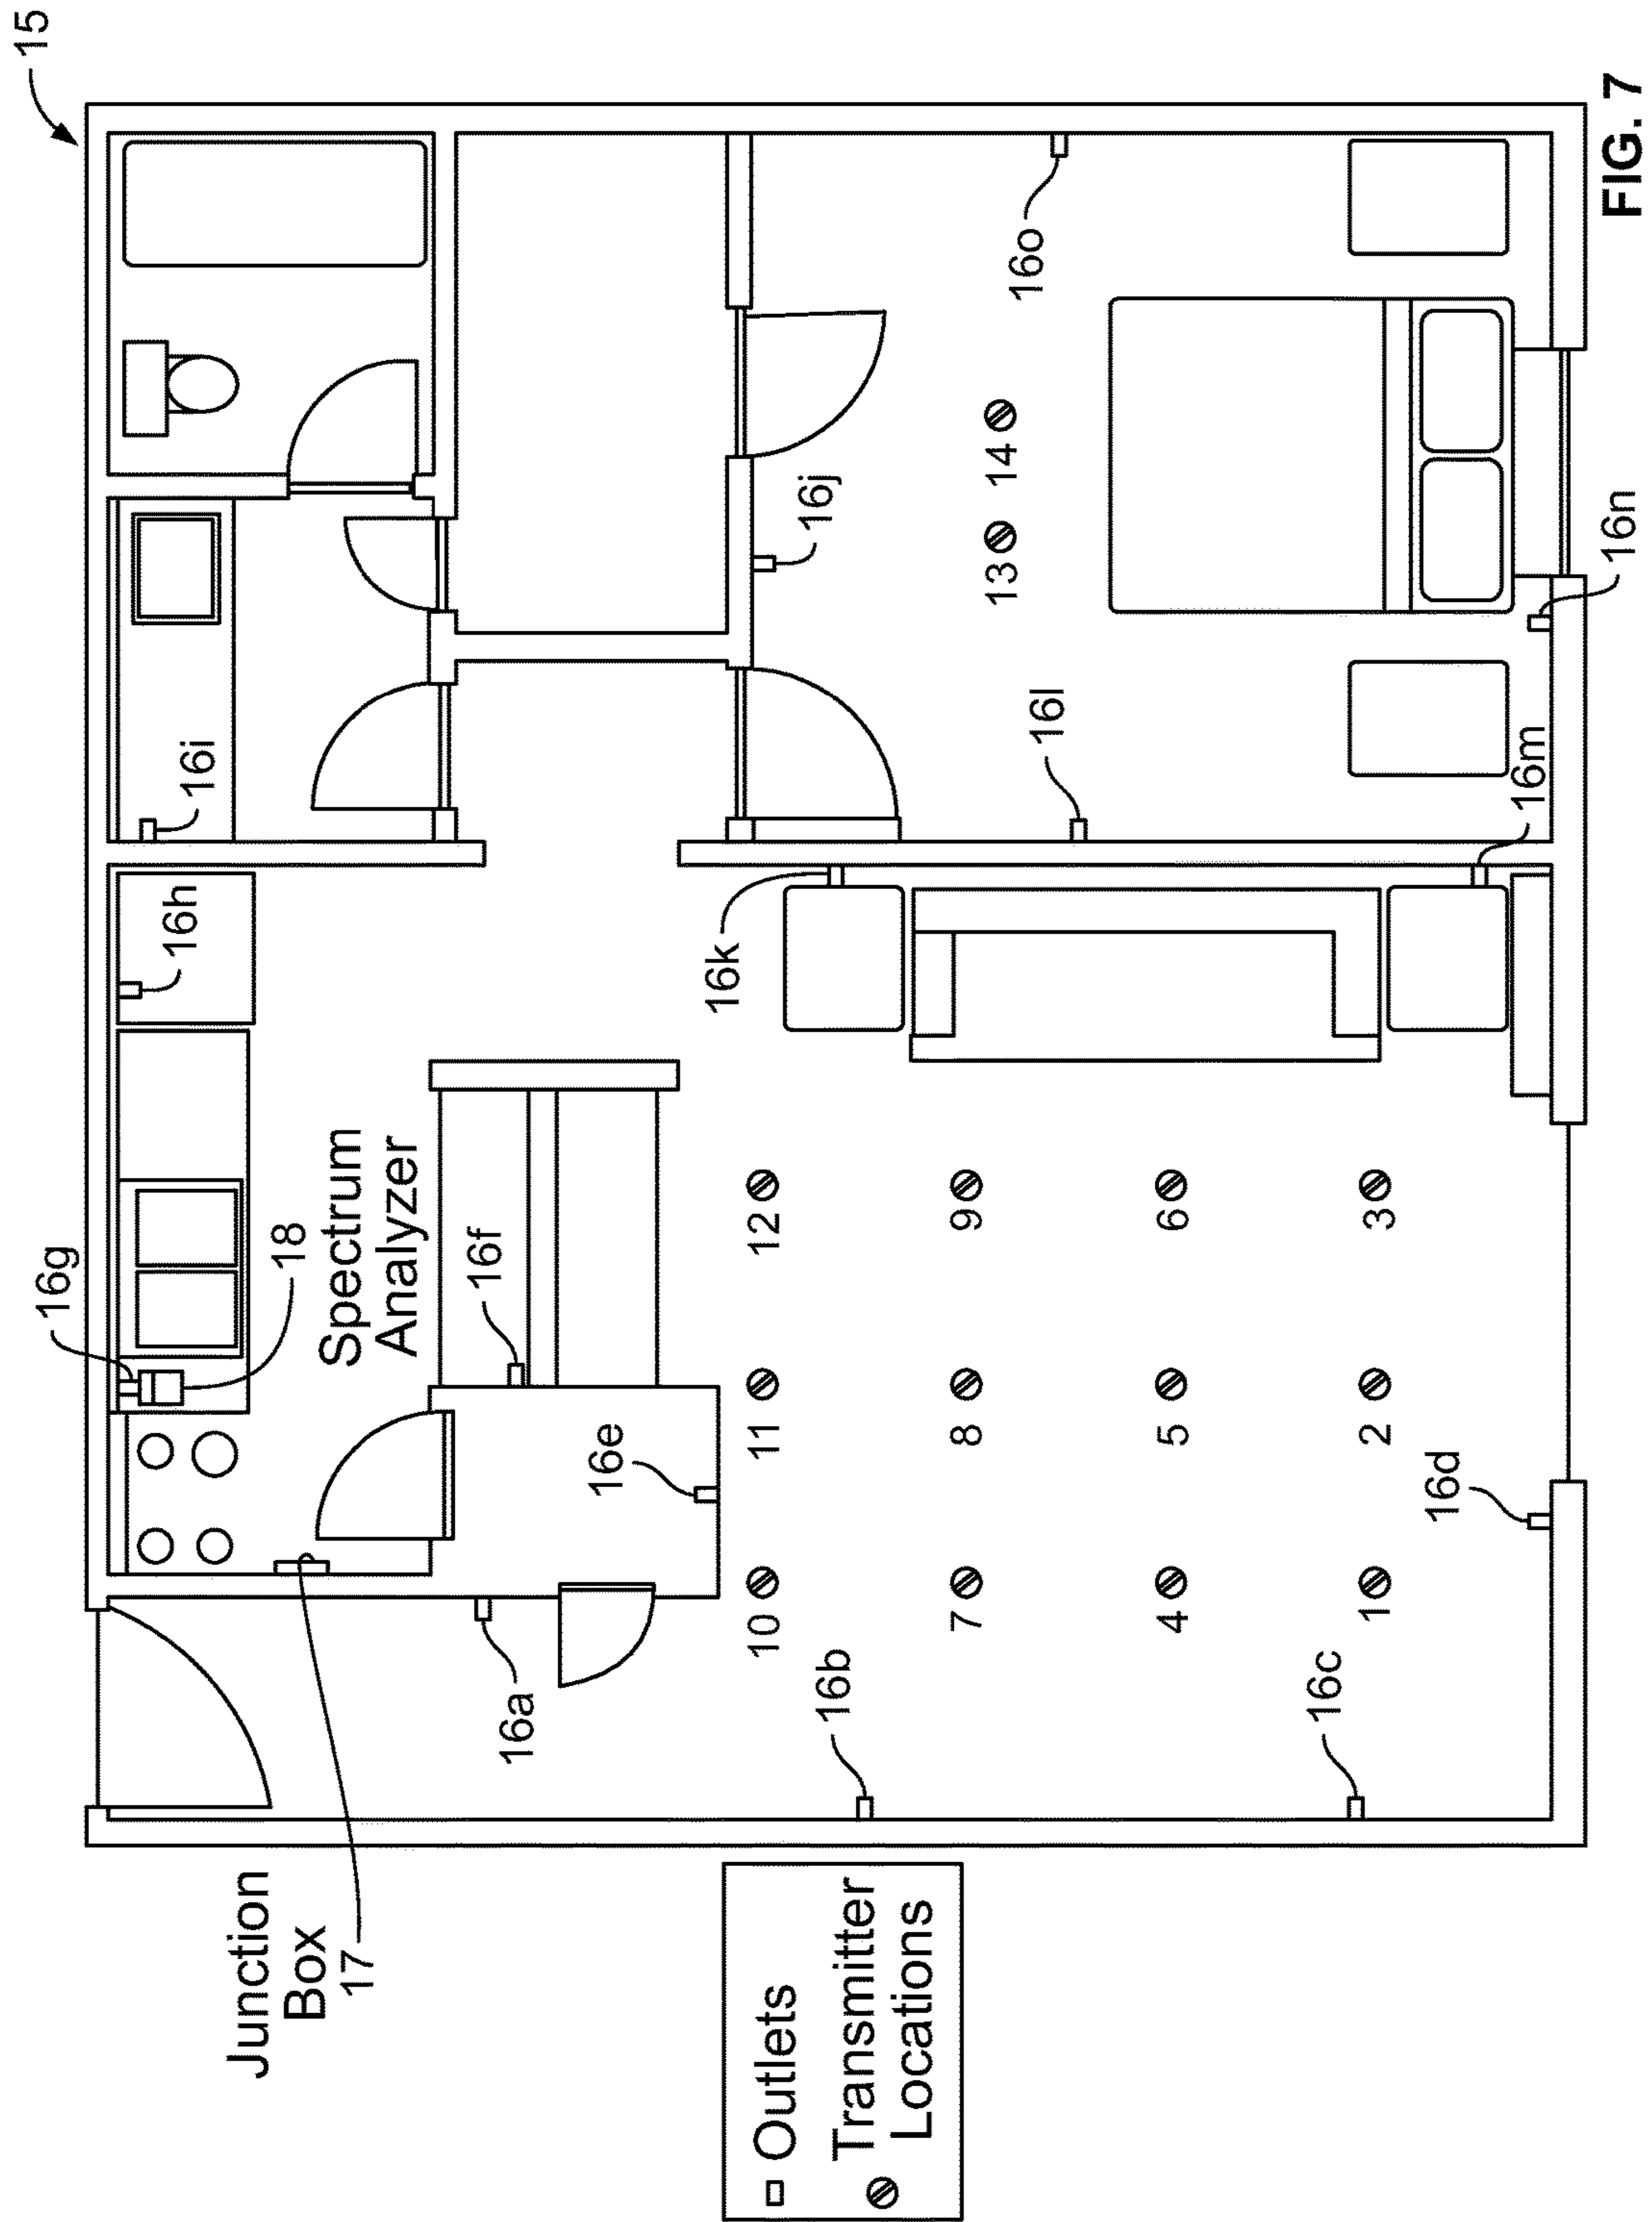 15
16g
16h
16i
18
Spectrum
Analyzer
Junction
Box
17
16f
16a
16e
16k
16j
10
11
12
13
14
16o
16b
7
8
9
16l
4
5
6
16c
1
2
3
16d
16m
16n
Outlets
Transmitter
Locations
FIG. 7